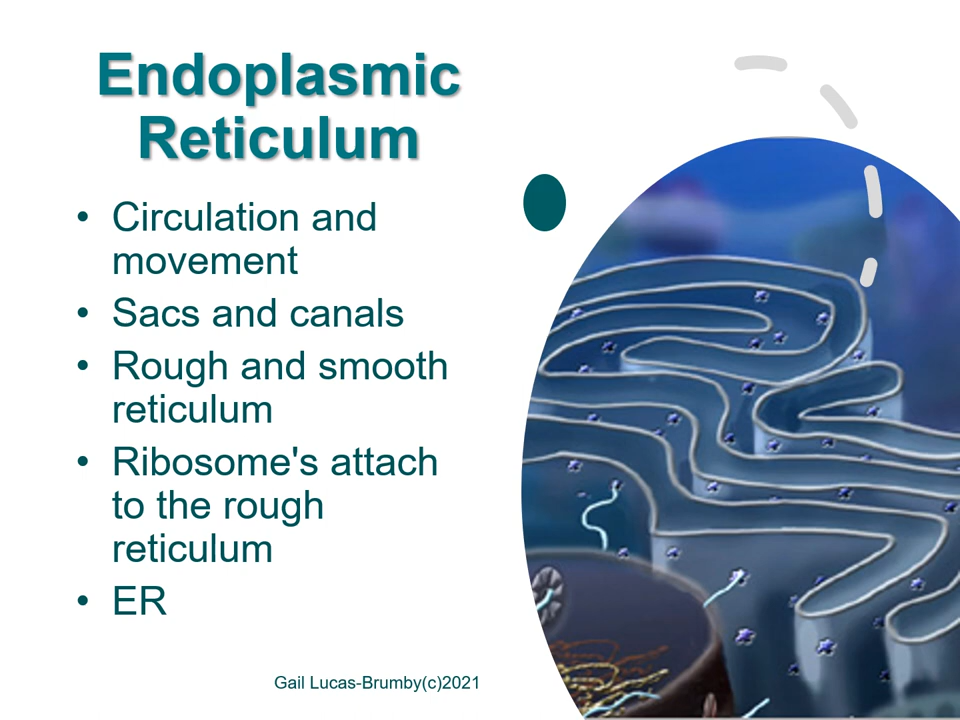 Endoplasmic
Reticulum
• Circulation and
movement
• Sacs and canals
• Rough and smooth
reticulum
• Ribosome's attach
to the rough
reticulum
• ER
Gail Lucas-Brumby(c)2021